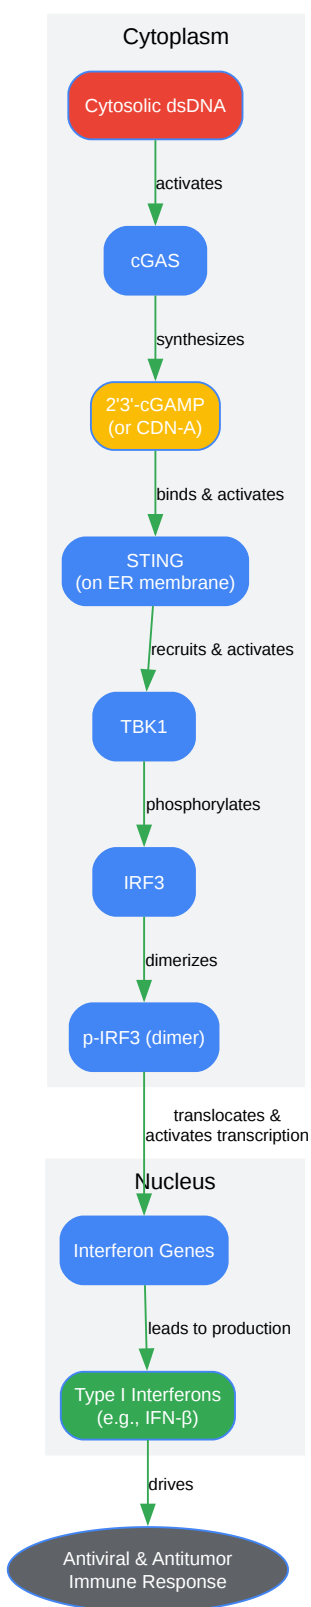 Cytoplasm
Cytosolic dsDNA
activates
cGAS
synthesizes
2'3'-cGAMP
(or CDN-A)
binds & activates
STING
(on ER membrane)
recruits & activates
TBK1
phosphorylates
IRF3
dimerizes
p-IRF3 (dimer)
translocates &
activates transcription
Nucleus
Interferon Genes
leads to production
Type I Interferons
(e.g., IFN-β)
drives
Antiviral & Antitumor
Immune Response